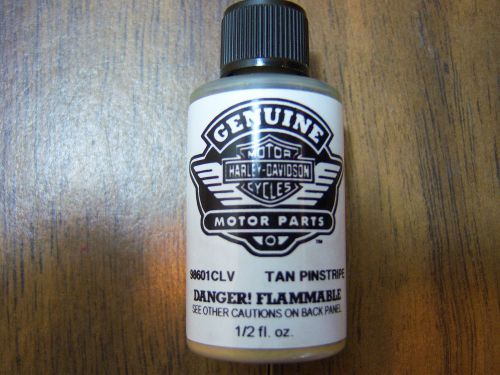 GENUINE
MOTOR
HARLEY-DAVIDSON
CYCLES
MOTOR PARTS
TM
98601CLV TAN PINSTRIPE
DANGER! FLAMMABLE
SEE OTHER CAUTIONS ON BACK PANEL
1/2 fl. oz.